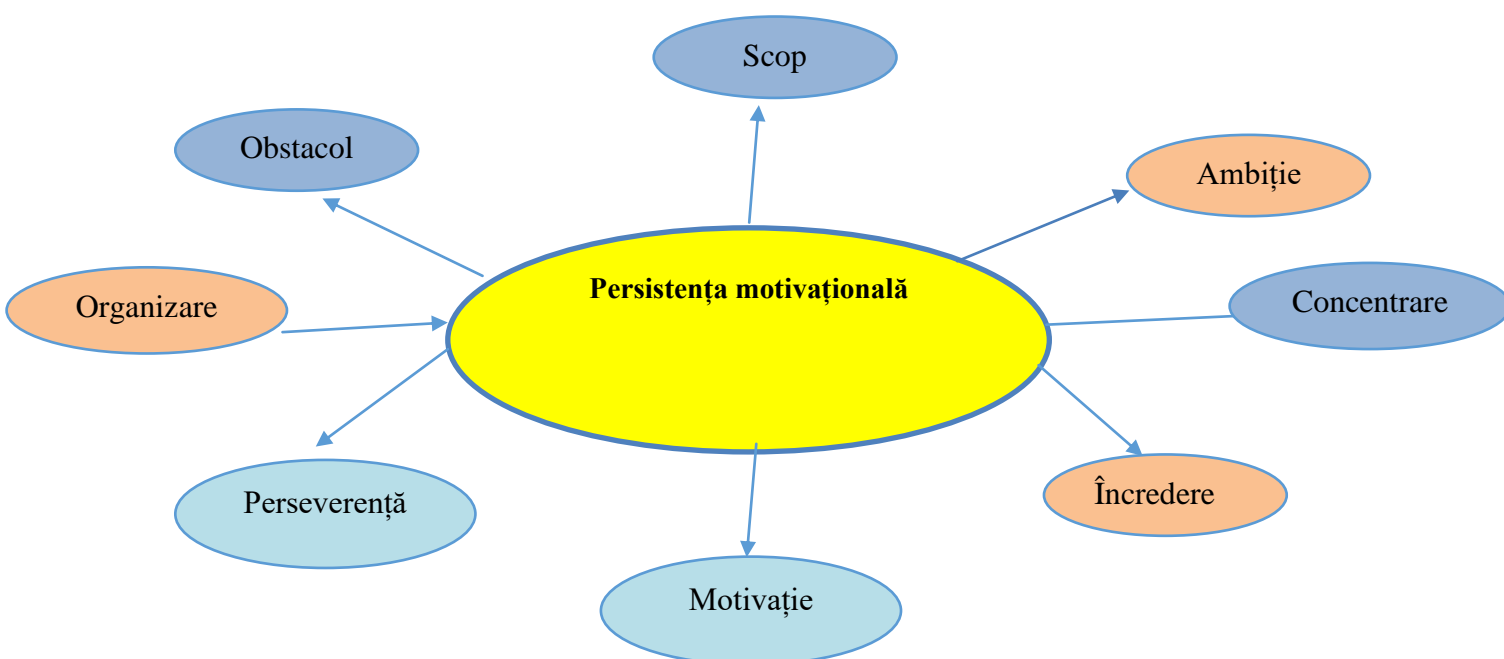 Scop
Obstacol
Ambiție
Persistența motivațională
Organizare
Concentrare
Perseverență
Încredere
Motivație